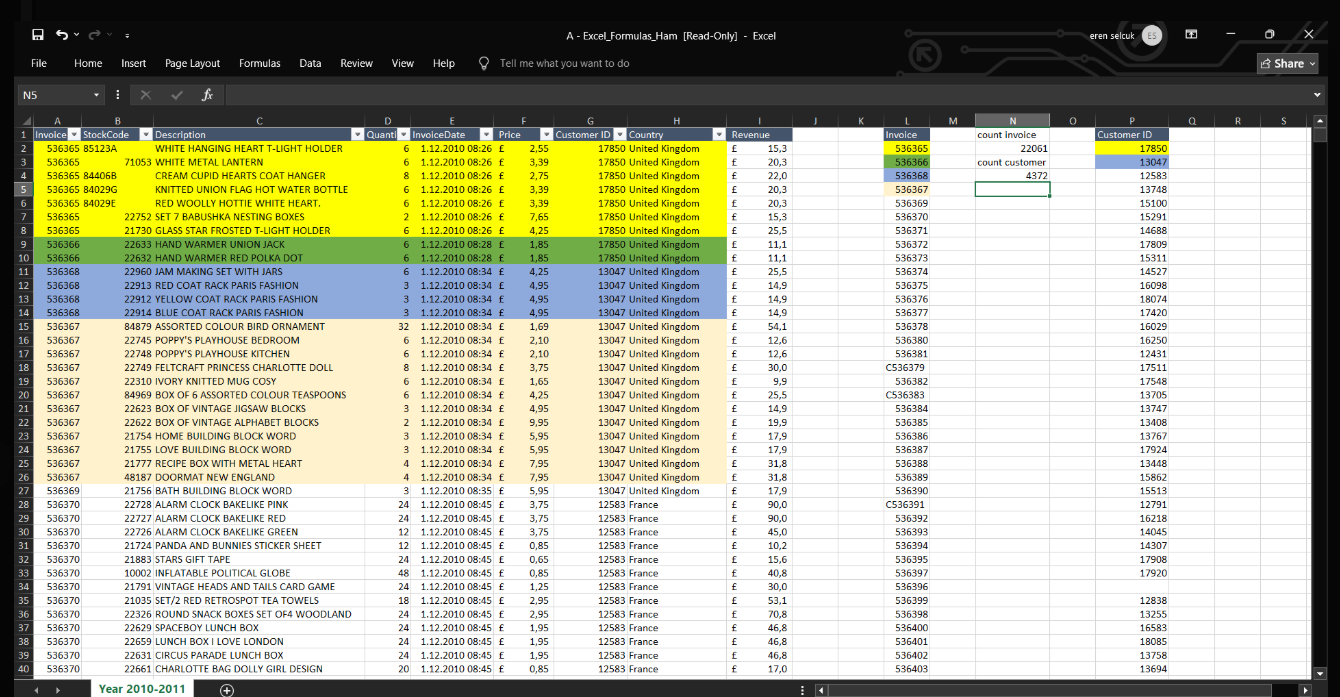 A - Excel_Formulas_Ham [Read-Only] - Excel
eren selcuk ES
File Home Insert Page Layout Formulas Data Review View Help Tell me what you want to do Share
N5 fx
A B C D E F G H I J K L M N O P Q R S
1 Invoice StockCode Description Quanti InvoiceDate Price Customer ID Country Revenue Invoice count invoice Customer ID
2 536365 85123A WHITE HANGING HEART T-LIGHT HOLDER 6 1.12.2010 08:26 £ 2,55 17850 United Kingdom £ 15,3 536365 22061 17850
3 536365 71053 WHITE METAL LANTERN 6 1.12.2010 08:26 £ 3,39 17850 United Kingdom £ 20,3 536366 count customer 13047
4 536365 84406B CREAM CUPID HEARTS COAT HANGER 8 1.12.2010 08:26 £ 2,75 17850 United Kingdom £ 22,0 536368 4372 12583
5 536365 84029G KNITTED UNION FLAG HOT WATER BOTTLE 6 1.12.2010 08:26 £ 3,39 17850 United Kingdom £ 20,3 536367 13748
6 536365 84029E RED WOOLLY HOTTIE WHITE HEART. 6 1.12.2010 08:26 £ 3,39 17850 United Kingdom £ 20,3 536369 15100
7 536365 22752 SET 7 BABUSHKA NESTING BOXES 2 1.12.2010 08:26 £ 7,65 17850 United Kingdom £ 15,3 536370 15291
8 536365 21730 GLASS STAR FROSTED T-LIGHT HOLDER 6 1.12.2010 08:26 £ 4,25 17850 United Kingdom £ 25,5 536371 14688
9 536366 22633 HAND WARMER UNION JACK 6 1.12.2010 08:28 £ 1,85 17850 United Kingdom £ 11,1 536372 17809
10 536366 22632 HAND WARMER RED POLKA DOT 6 1.12.2010 08:28 £ 1,85 17850 United Kingdom £ 11,1 536373 15311
11 536368 22960 JAM MAKING SET WITH JARS 6 1.12.2010 08:34 £ 4,25 13047 United Kingdom £ 25,5 536374 14527
12 536368 22913 RED COAT RACK PARIS FASHION 3 1.12.2010 08:34 £ 4,95 13047 United Kingdom £ 14,9 536375 16098
13 536368 22912 YELLOW COAT RACK PARIS FASHION 3 1.12.2010 08:34 £ 4,95 13047 United Kingdom £ 14,9 536376 18074
14 536368 22914 BLUE COAT RACK PARIS FASHION 3 1.12.2010 08:34 £ 4,95 13047 United Kingdom £ 14,9 536377 17420
15 536367 84879 ASSORTED COLOUR BIRD ORNAMENT 32 1.12.2010 08:34 £ 1,69 13047 United Kingdom £ 54,1 536378 16029
16 536367 22745 POPPY'S PLAYHOUSE BEDROOM 6 1.12.2010 08:34 £ 2,10 13047 United Kingdom £ 12,6 536380 16250
17 536367 22748 POPPY'S PLAYHOUSE KITCHEN 6 1.12.2010 08:34 £ 2,10 13047 United Kingdom £ 12,6 536381 12431
18 536367 22749 FELTCRAFT PRINCESS CHARLOTTE DOLL 8 1.12.2010 08:34 £ 3,75 13047 United Kingdom £ 30,0 C536379 17511
19 536367 22310 IVORY KNITTED MUG COSY 6 1.12.2010 08:34 £ 1,65 13047 United Kingdom £ 9,9 536382 17548
20 536367 84969 BOX OF 6 ASSORTED COLOUR TEASPOONS 6 1.12.2010 08:34 £ 4,25 13047 United Kingdom £ 25,5 C536383 13705
21 536367 22623 BOX OF VINTAGE JIGSAW BLOCKS 3 1.12.2010 08:34 £ 4,95 13047 United Kingdom £ 14,9 536384 13747
22 536367 22622 BOX OF VINTAGE ALPHABET BLOCKS 2 1.12.2010 08:34 £ 9,95 13047 United Kingdom £ 19,9 536385 13408
23 536367 21754 HOME BUILDING BLOCK WORD 3 1.12.2010 08:34 £ 5,95 13047 United Kingdom £ 17,9 536386 13767
24 536367 21755 LOVE BUILDING BLOCK WORD 3 1.12.2010 08:34 £ 5,95 13047 United Kingdom £ 17,9 536387 17924
25 536367 21777 RECIPE BOX WITH METAL HEART 4 1.12.2010 08:34 £ 7,95 13047 United Kingdom £ 31,8 536388 13448
26 536367 48187 DOORMAT NEW ENGLAND 4 1.12.2010 08:34 £ 7,95 13047 United Kingdom £ 31,8 536389 15862
27 536369 21756 BATH BUILDING BLOCK WORD 3 1.12.2010 08:35 £ 5,95 13047 United Kingdom £ 17,9 536390 15513
28 536370 22728 ALARM CLOCK BAKELIKE PINK 24 1.12.2010 08:45 £ 3,75 12583 France £ 90,0 C536391 12791
29 536370 22727 ALARM CLOCK BAKELIKE RED 24 1.12.2010 08:45 £ 3,75 12583 France £ 90,0 536392 16218
30 536370 22726 ALARM CLOCK BAKELIKE GREEN 12 1.12.2010 08:45 £ 3,75 12583 France £ 45,0 536393 14045
31 536370 21724 PANDA AND BUNNIES STICKER SHEET 12 1.12.2010 08:45 £ 0,85 12583 France £ 10,2 536394 14307
32 536370 21883 STARS GIFT TAPE 24 1.12.2010 08:45 £ 0,65 12583 France £ 15,6 536395 17908
33 536370 10002 INFLATABLE POLITICAL GLOBE 48 1.12.2010 08:45 £ 0,85 12583 France £ 40,8 536397 17920
34 536370 21791 VINTAGE HEADS AND TAILS CARD GAME 24 1.12.2010 08:45 £ 1,25 12583 France £ 30,0 536396
35 536370 21035 SET/2 RED RETROSPOT TEA TOWELS 18 1.12.2010 08:45 £ 2,95 12583 France £ 53,1 536399 12838
36 536370 22326 ROUND SNACK BOXES SET OF4 WOODLAND 24 1.12.2010 08:45 £ 2,95 12583 France £ 70,8 536398 13255
37 536370 22629 SPACEBOY LUNCH BOX 24 1.12.2010 08:45 £ 1,95 12583 France £ 46,8 536400 16583
38 536370 22659 LUNCH BOX I LOVE LONDON 24 1.12.2010 08:45 £ 1,95 12583 France £ 46,8 536401 18085
39 536370 22631 CIRCUS PARADE LUNCH BOX 24 1.12.2010 08:45 £ 1,95 12583 France £ 46,8 536402 13758
40 536370 22661 CHARLOTTE BAG DOLLY GIRL DESIGN 20 1.12.2010 08:45 £ 0,85 12583 France £ 17,0 536403 13694
Year 2010-2011